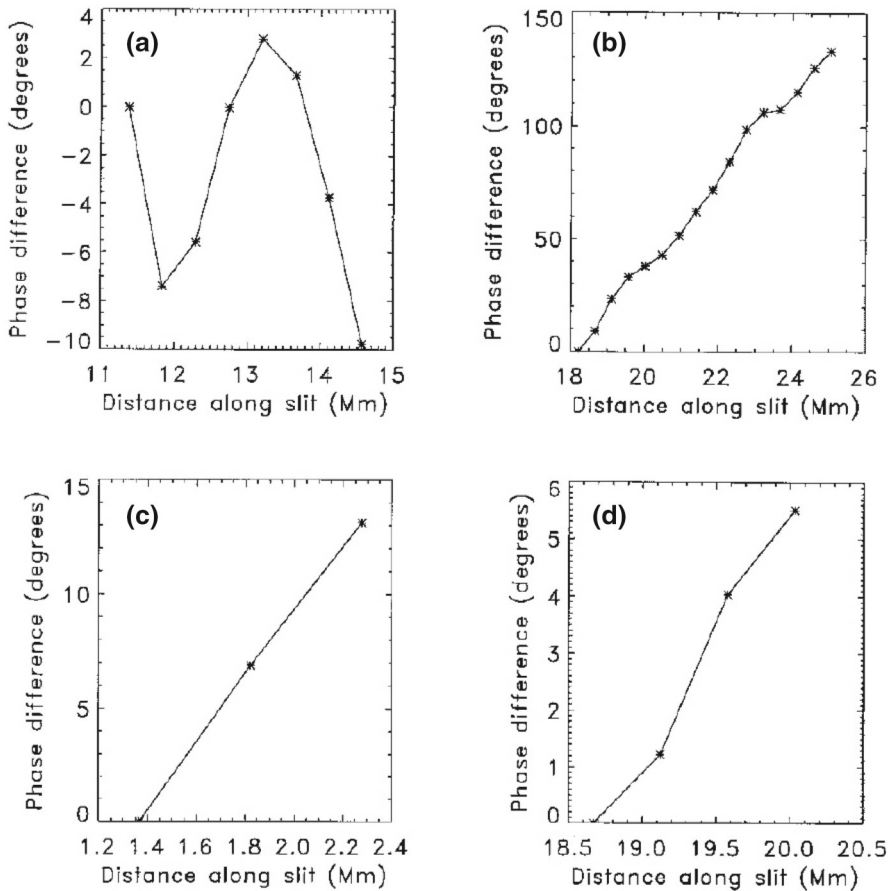 (a)
Phase difference (degrees)
4
2
0
-2
-4
-6
-8
-10
11 12 13 14 15
Distance along slit (Mm)
(b)
Phase difference (degrees)
150
100
50
0
18 20 22 24 26
Distance along slit (Mm)
(c)
Phase difference (degrees)
15
10
5
0
1.2 1.4 1.6 1.8 2.0 2.2 2.4
Distance along slit (Mm)
(d)
Phase difference (degrees)
6
5
4
3
2
1
0
18.5 19.0 19.5 20.0 20.5
Distance along slit (Mm)